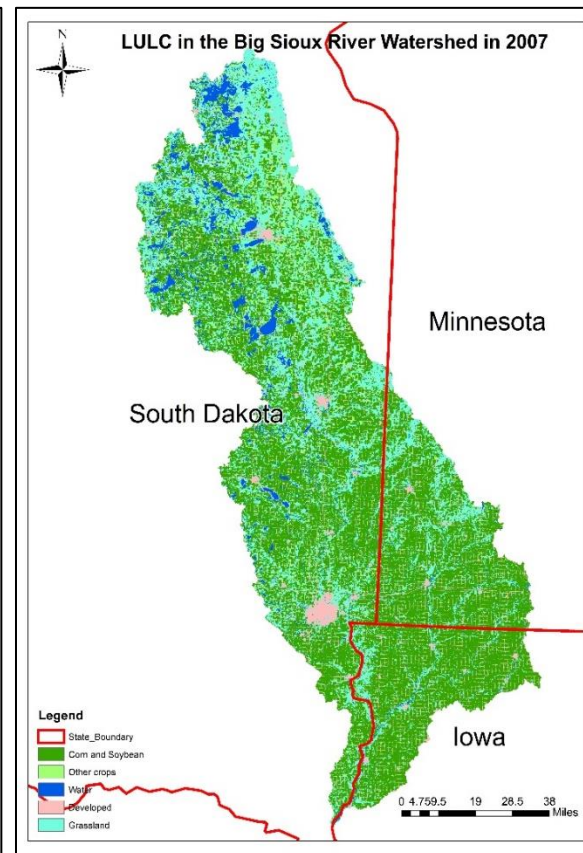 LULC in the Big Sioux River Watershed in 2007
N
Minnesota
South Dakota
Iowa
Legend
State_Boundary
Corn and Soybean
Other crops
Water
Developed
Grassland
0 4.759.5 19 28.5 38
Miles